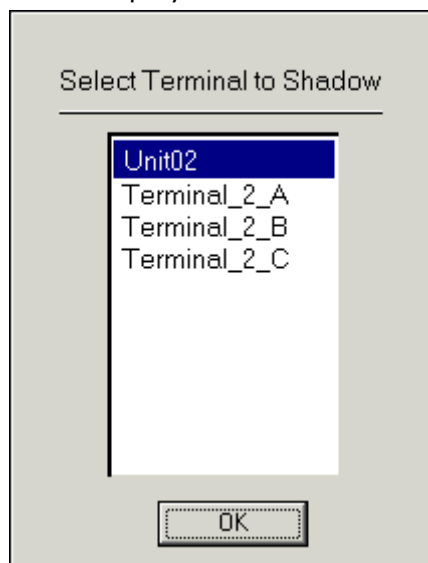 Select Terminal to Shadow
Unit02
Terminal_2_A
Terminal_2_B
Terminal_2_C
OK